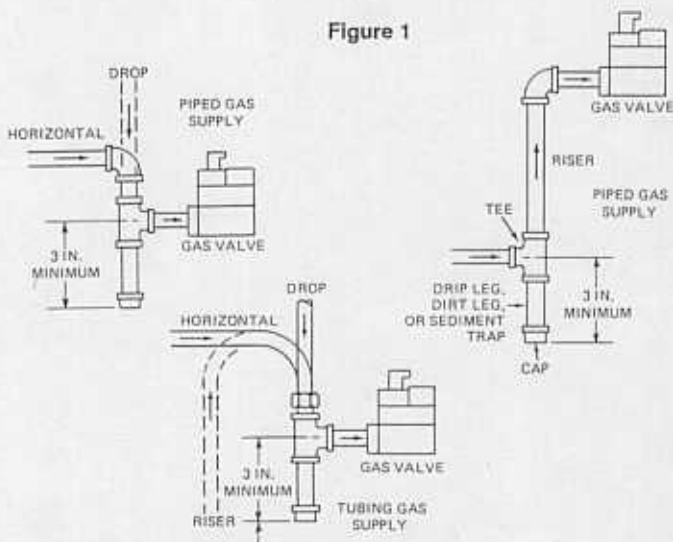 Figure 1
DROP
HORIZONTAL
PIPED GAS
SUPPLY
GAS VALVE
3 IN.
MINIMUM
GAS VALVE
RISER
PIPED GAS
SUPPLY
TEE
DRIP LEG,
DIRT LEG,
OR SEDIMENT
TRAP
3 IN.
MINIMUM
CAP
DROP
HORIZONTAL
GAS VALVE
3 IN.
MINIMUM
RISER
TUBING GAS
SUPPLY